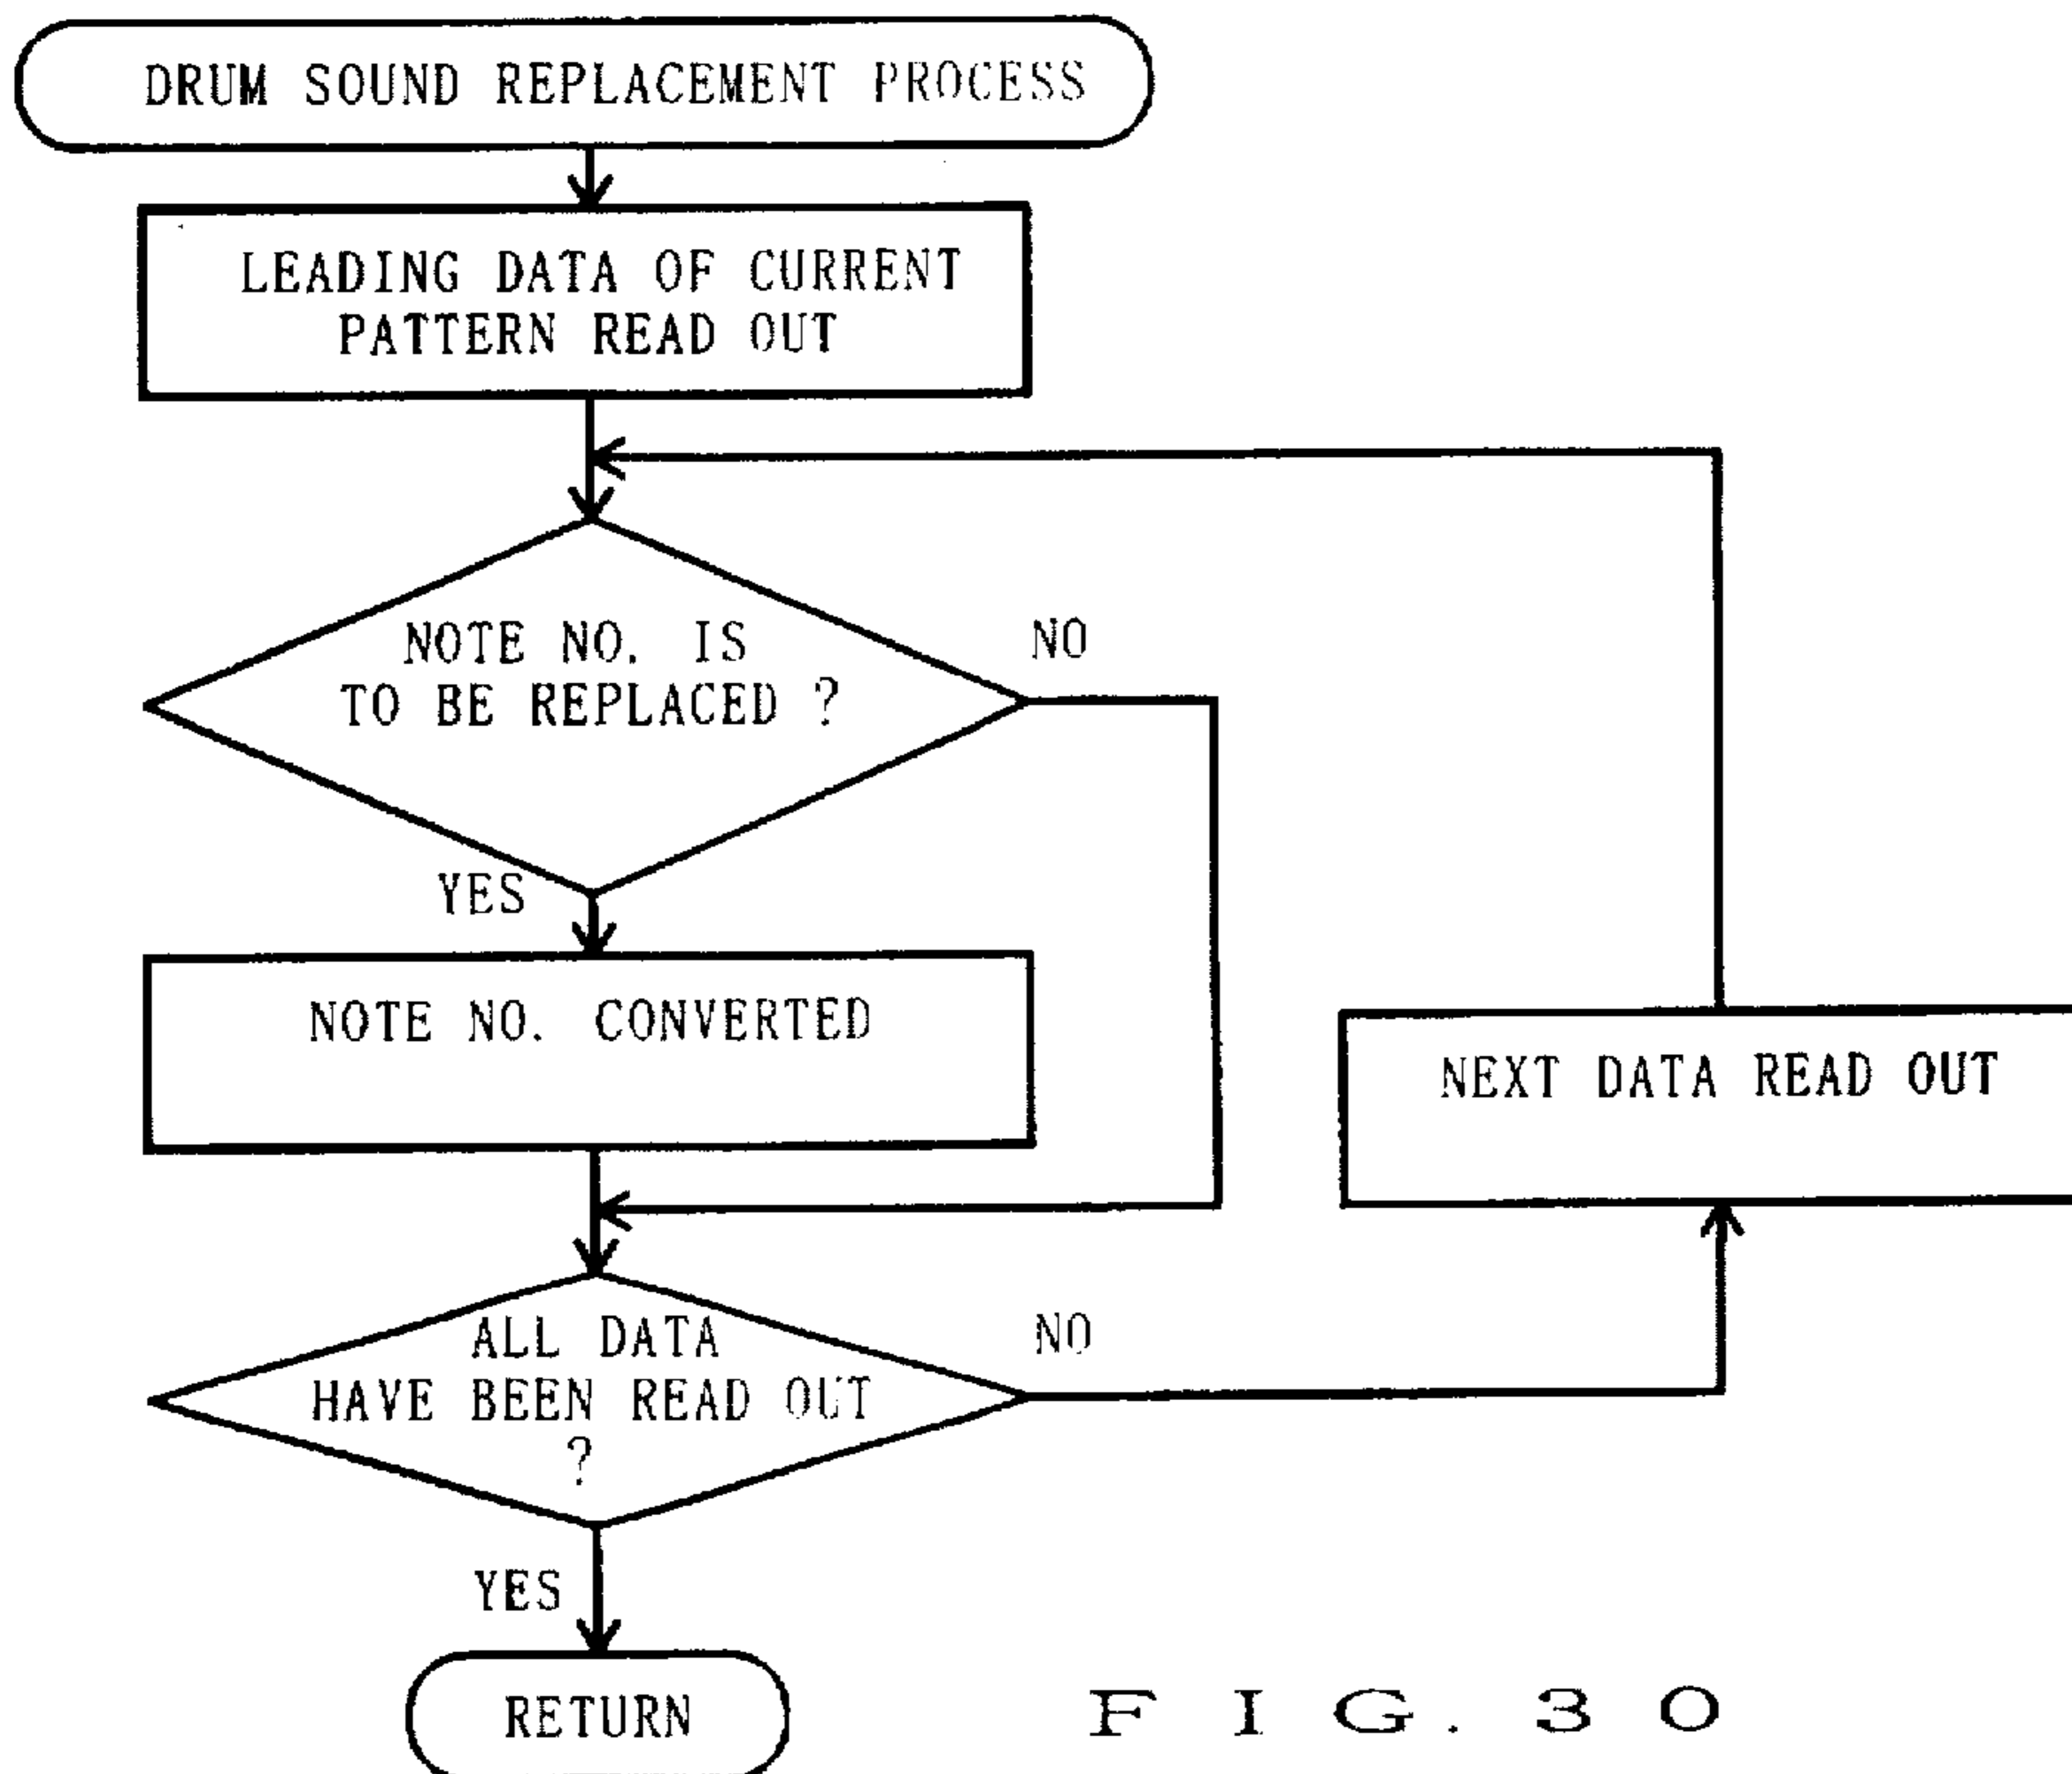 DRUM SOUND REPLACEMENT PROCESS
LEADING DATA OF CURRENT
PATTERN READ OUT
NOTE NO. IS
TO BE REPLACED ?
NO
YES
NOTE NO. CONVERTED
NEXT DATA READ OUT
ALL DATA
HAVE BEEN READ OUT
?
NO
YES
RETURN
FIG. 30